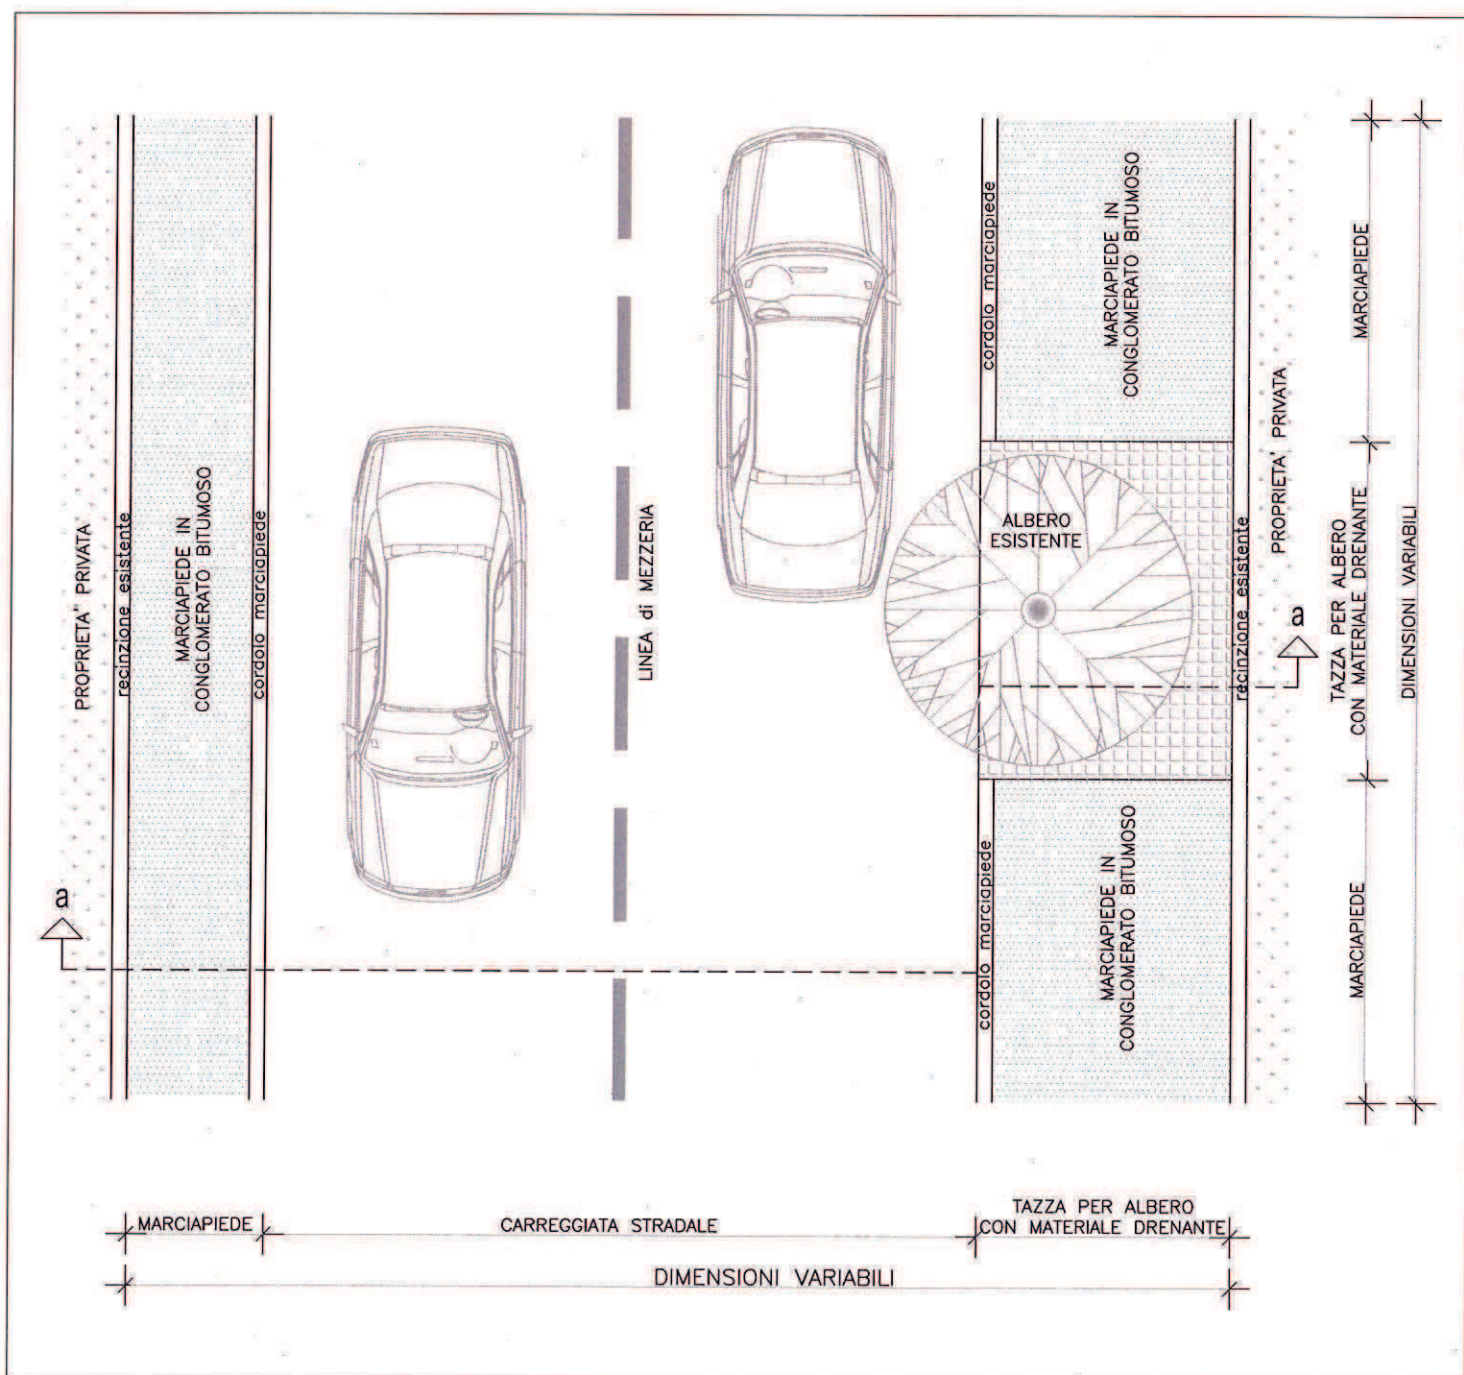 PROPRIETA' PRIVATA
recinzione esistente
MARCIAPIEDE IN
CONGLOMERATO BITUMOSO
cordolo marciapiede
LINEA di MEZZERIA
cordolo marciapiede
MARCIAPIEDE IN
CONGLOMERATO BITUMOSO
ALBERO
ESISTENTE
cordolo marciapiede
MARCIAPIEDE IN
CONGLOMERATO BITUMOSO
recinzione esistente
PROPRIETA' PRIVATA
a
a
MARCIAPIEDE
TAZZA PER ALBERO
CON MATERIALE DRENANTE
MARCIAPIEDE
DIMENSIONI VARIABILI
MARCIAPIEDE
CARREGGIATA STRADALE
TAZZA PER ALBERO
CON MATERIALE DRENANTE
DIMENSIONI VARIABILI